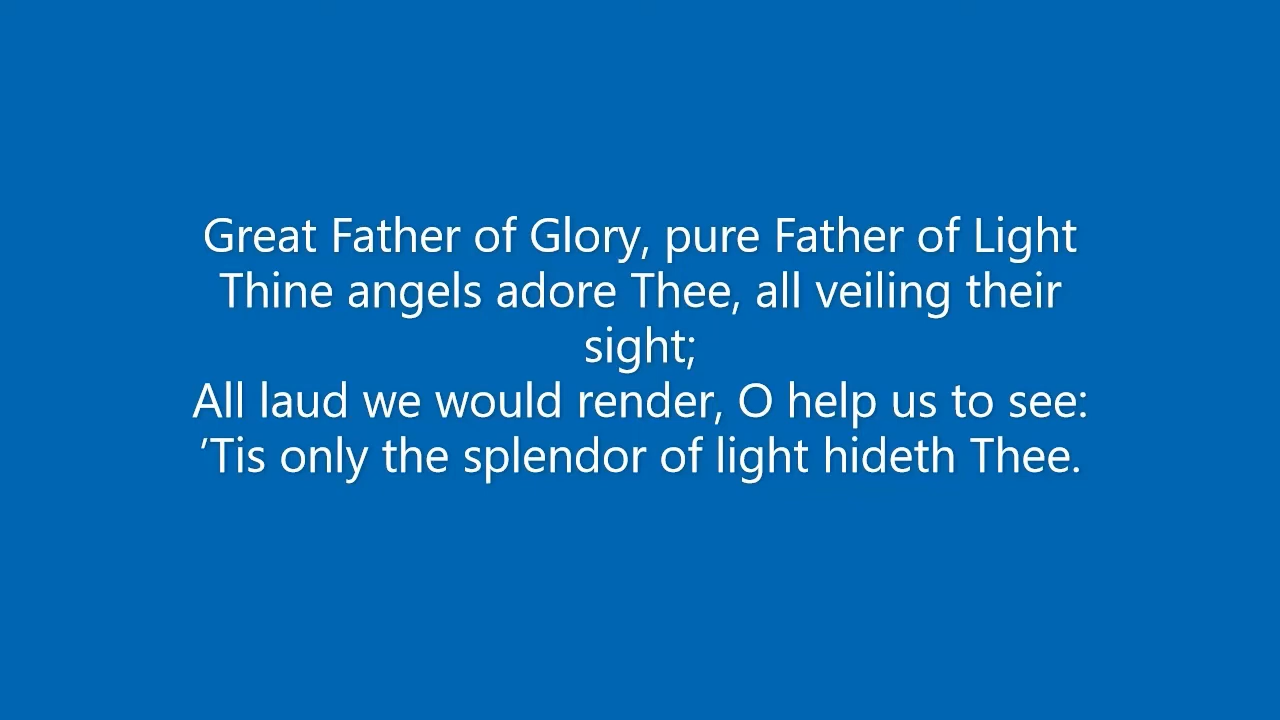 Great Father of Glory, pure Father of Light
Thine angels adore Thee, all veiling their
sight;
All laud we would render, O help us to see:
’Tis only the splendor of light hideth Thee.